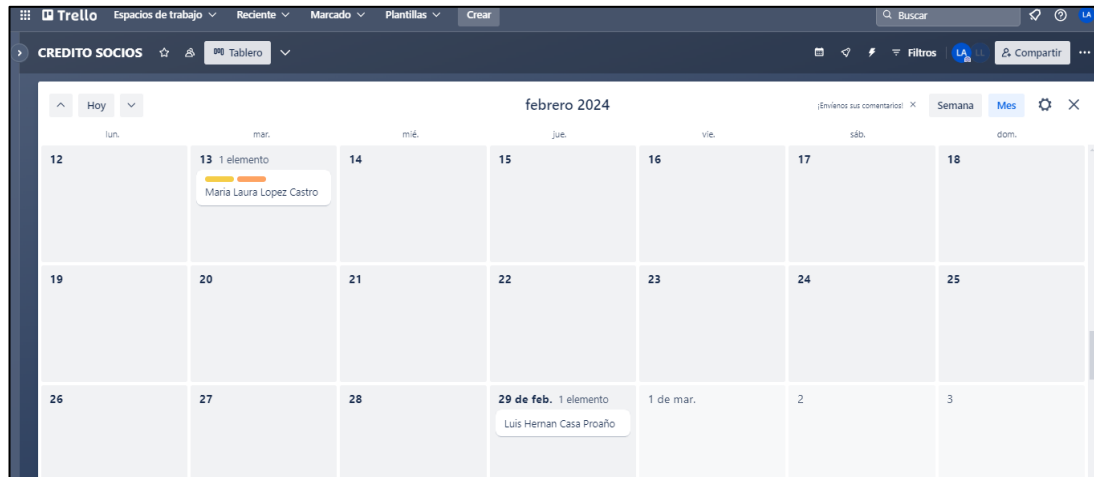 Trello Espacios de trabajo Reciente Marcado Plantillas Crear Buscar LA
CREDITO SOCIOS Tablero Filtros LA LL Compartir
Hoy febrero 2024 ¡Envíenos sus comentarios! Semana Mes
lun. mar. mié. jue. vie. sáb. dom.
12 13 1 elemento 14 15 16 17 18
Maria Laura Lopez Castro
19 20 21 22 23 24 25
26 27 28 29 de feb. 1 elemento 1 de mar. 2 3
Luis Hernan Casa Proaño